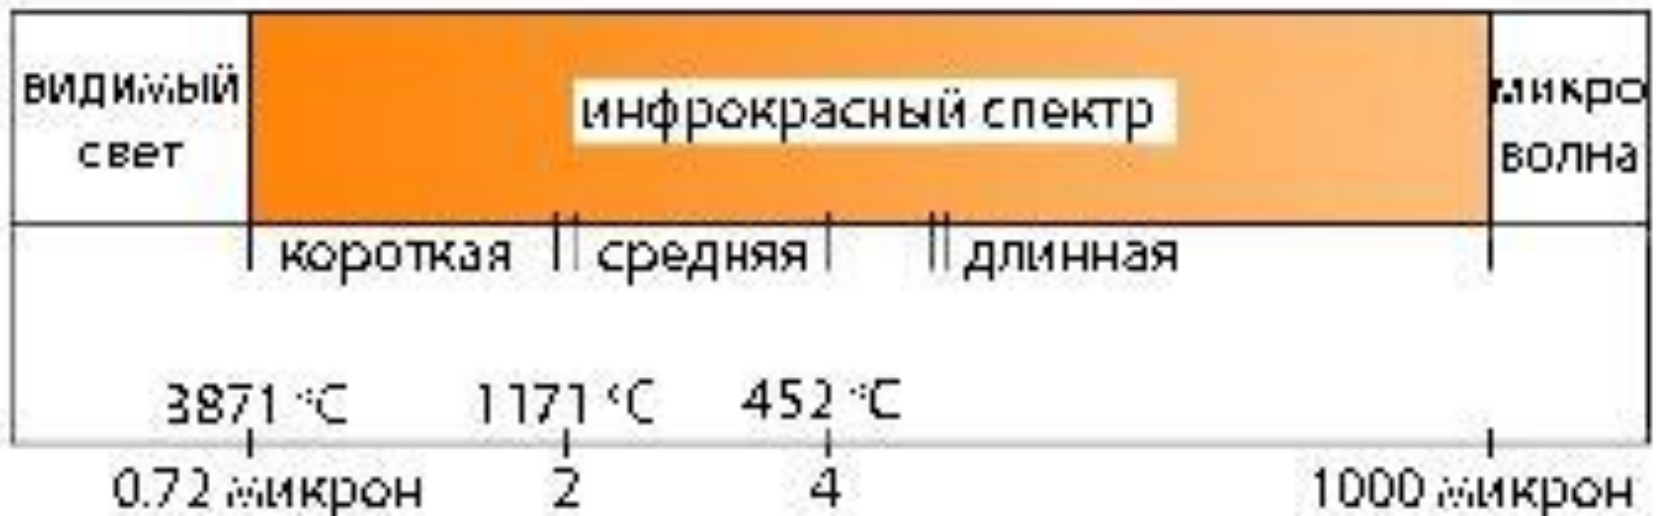 видимый
свет
инфрокрасный спектр
микро
волна
короткая
средняя
длинная
3871 °C
1171 °C
452 °C
0.72 микрон
2
4
1000 микрон